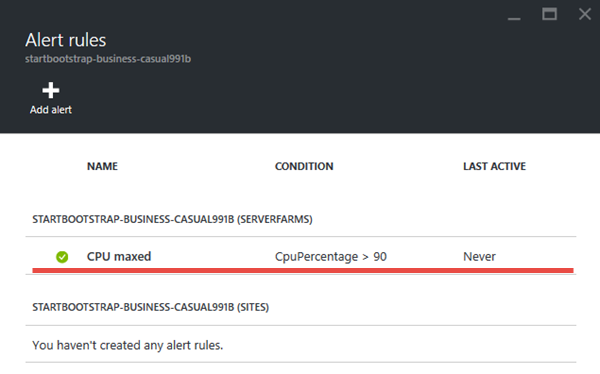 Alert rules
startbootstrap-business-casual991b
Add alert
NAME CONDITION LAST ACTIVE
STARTBOOTSTRAP-BUSINESS-CASUAL991B (SERVERFARMS)
CPU maxed CpuPercentage > 90 Never
STARTBOOTSTRAP-BUSINESS-CASUAL991B (SITES)
You haven't created any alert rules.